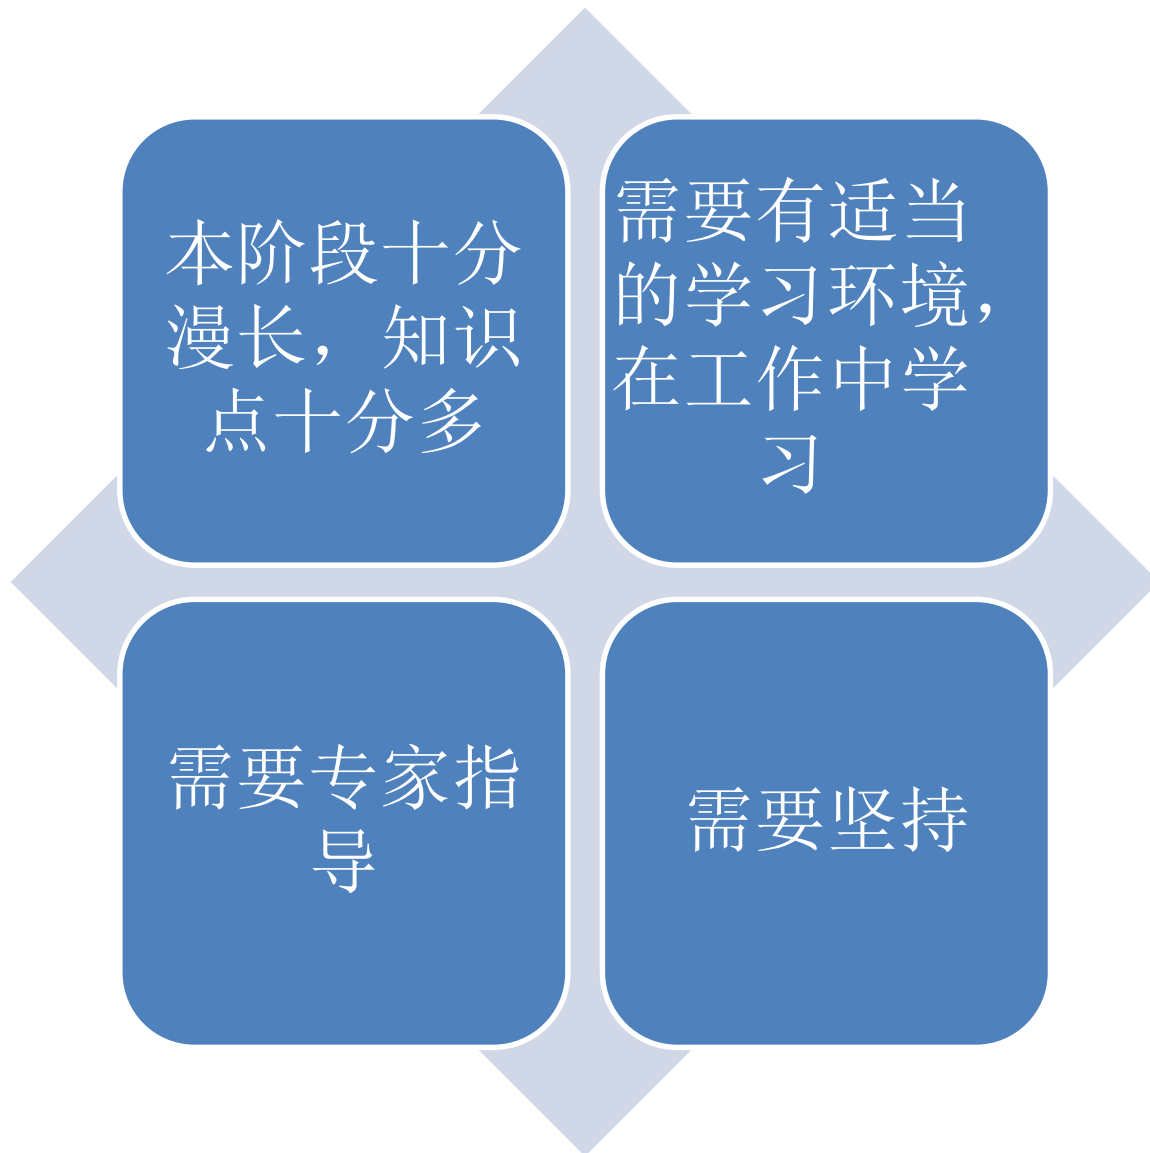 本阶段十分
漫长，知识
点十分多
需要有适当
的学习环境，
在工作中学
习
需要专家指
导
需要坚持